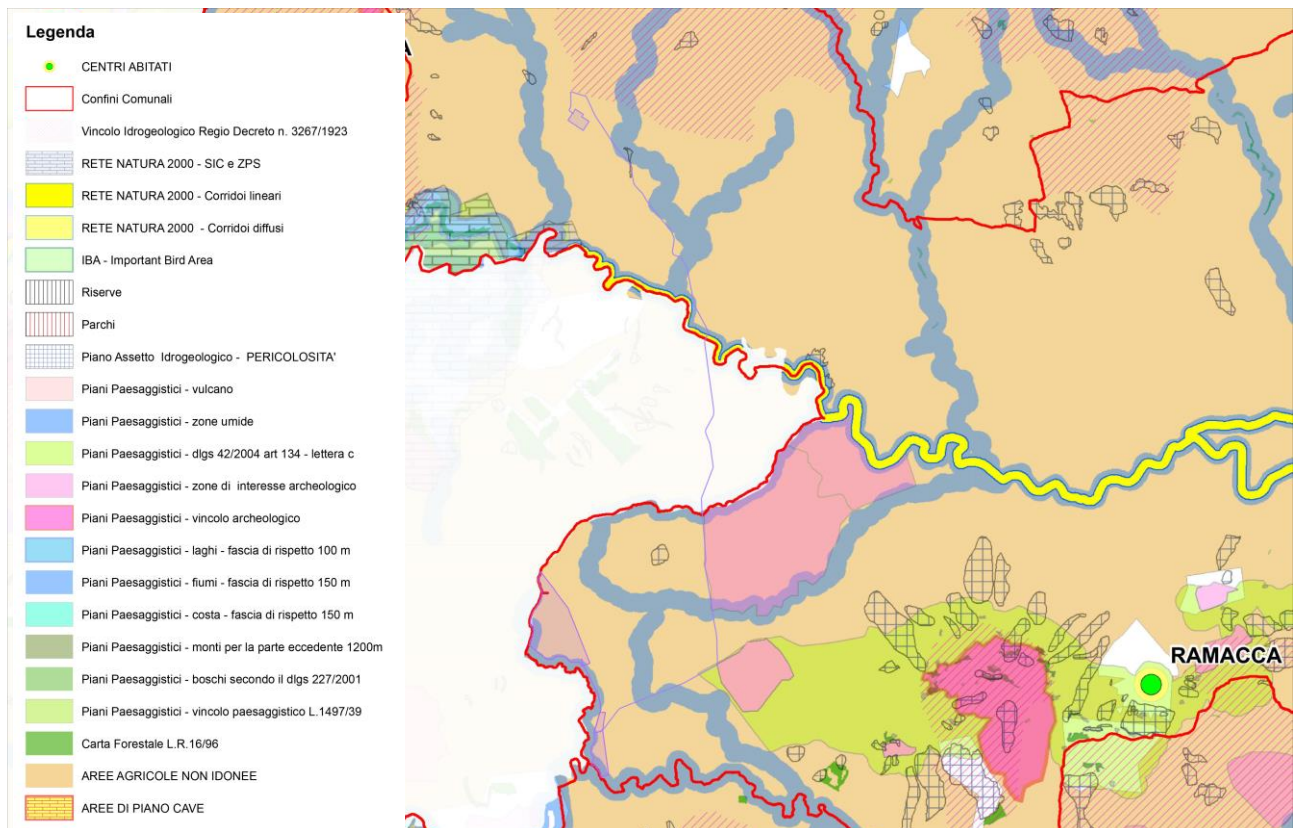 Legenda
CENTRI ABITATI
Confini Comunali
Vincolo Idrogeologico Regio Decreto n. 3267/1923
RETE NATURA 2000 - SIC e ZPS
RETE NATURA 2000 - Corridoi lineari
RETE NATURA 2000 - Corridoi diffusi
IBA - Important Bird Area
Riserve
Parchi
Piano Assetto Idrogeologico - PERICOLOSITA'
Piani Paesaggistici - vulcano
Piani Paesaggistici - zone umide
Piani Paesaggistici - dlgs 42/2004 art 134 - lettera c
Piani Paesaggistici - zone di interesse archeologico
Piani Paesaggistici - vincolo archeologico
Piani Paesaggistici - laghi - fascia di rispetto 100 m
Piani Paesaggistici - fiumi - fascia di rispetto 150 m
Piani Paesaggistici - costa - fascia di rispetto 150 m
Piani Paesaggistici - monti per la parte eccedente 1200m
Piani Paesaggistici - boschi secondo il dlgs 227/2001
Piani Paesaggistici - vincolo paesaggistico L.1497/39
Carta Forestale L.R.16/96
AREE AGRICOLE NON IDONEE
AREE DI PIANO CAVE
RAMACCA